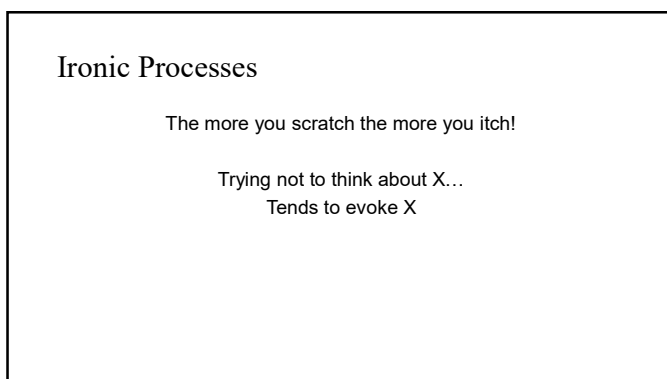 Ironic Processes
The more you scratch the more you itch!
Trying not to think about X…
Tends to evoke X